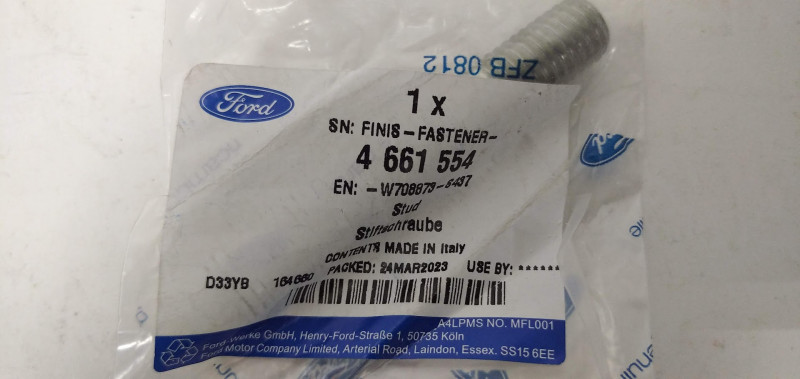 ZFB 0812
Ford
1 x
SN: FINIS-FASTENER-
4 661 554
EN: -W708873-S437
Stud
Stiftschraube
CONTENTS MADE IN Italy
PACKED: 24MAR2023 USE BY: ******
D33YB 164660
A4LPMS NO. MFL001
Ford-Werke GmbH, Henry-Ford-Straße 1, 50735 Köln
Ford Motor Company Limited, Arterial Road, Laindon, Essex. SS15 6EE